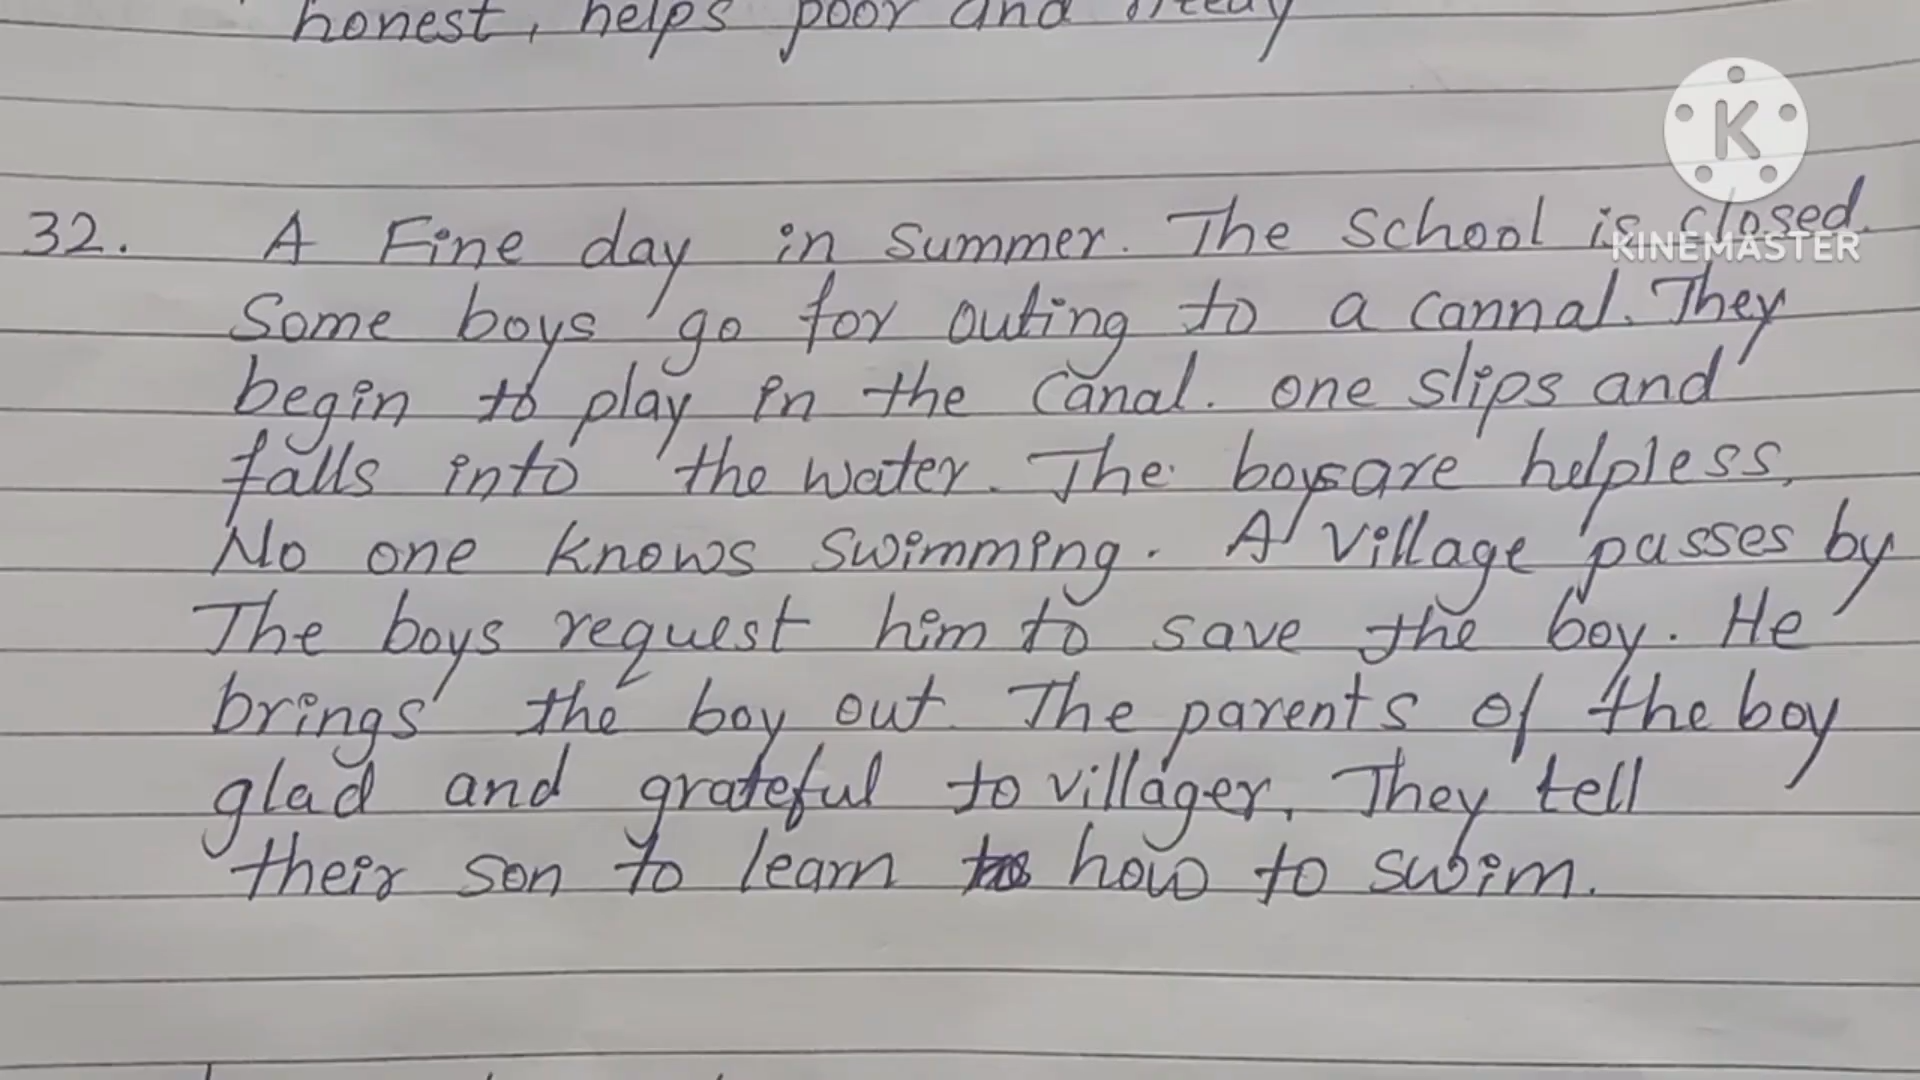 honest, helps poor and needy
K
KINEMASTER
32. A Fine day in summer. The School is closed.
Some boys go for outing to a cannal. They
begin to play in the canal. one slips and
falls into the water. The boys are helpless.
No one knows swimming. A village passes by
The boys request him to save the boy. He
brings the boy out. The parents of the boy
glad and grateful to villager. They tell
their son to learn how to swim.